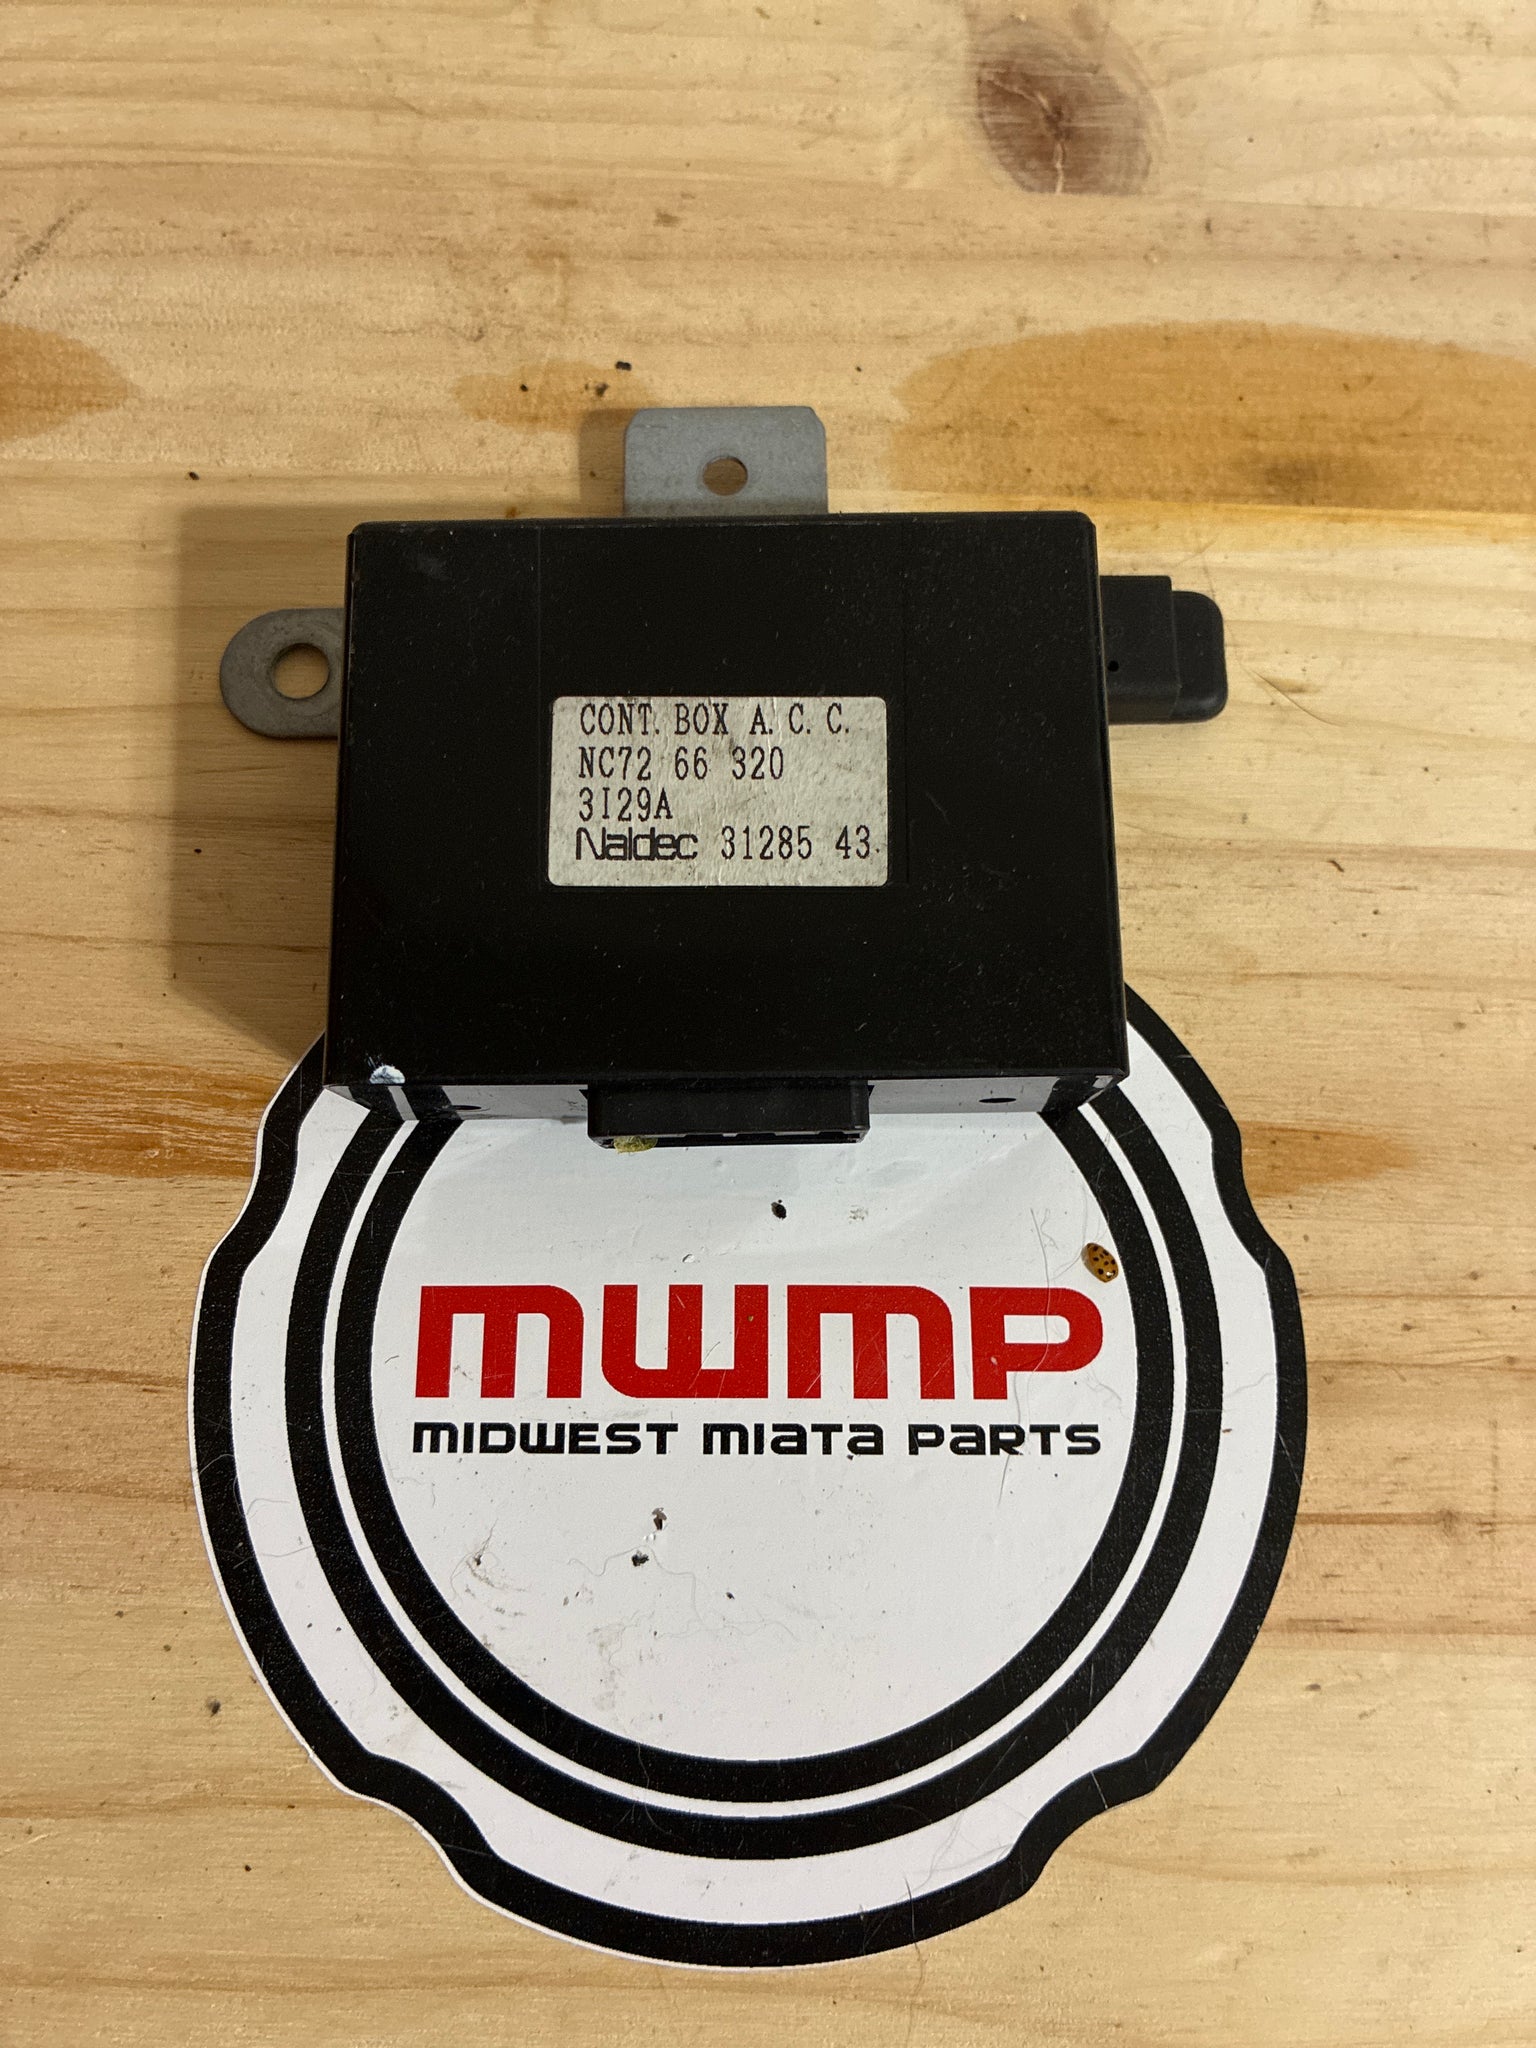 CONT. BOX A. C. C.
NC72 66 320
3I29A
Naldec 31285 43
mwmp
MIDWEST MIATA PARTS